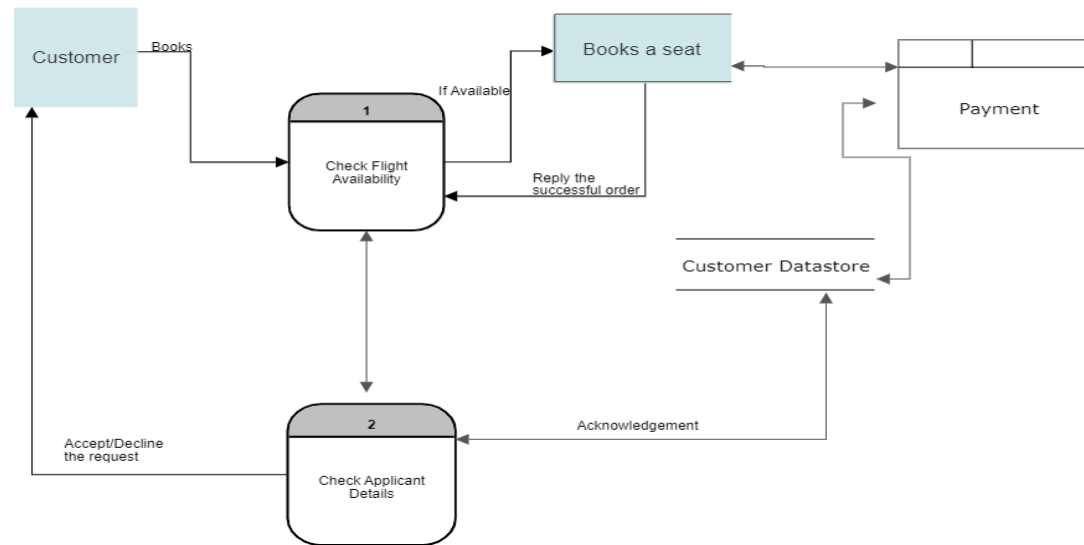 Customer
Books
Books a seat
If Available
1
Check Flight
Availability
Payment
Reply the
successful order
Customer Datastore
2
Check Applicant
Details
Acknowledgement
Accept/Decline
the request